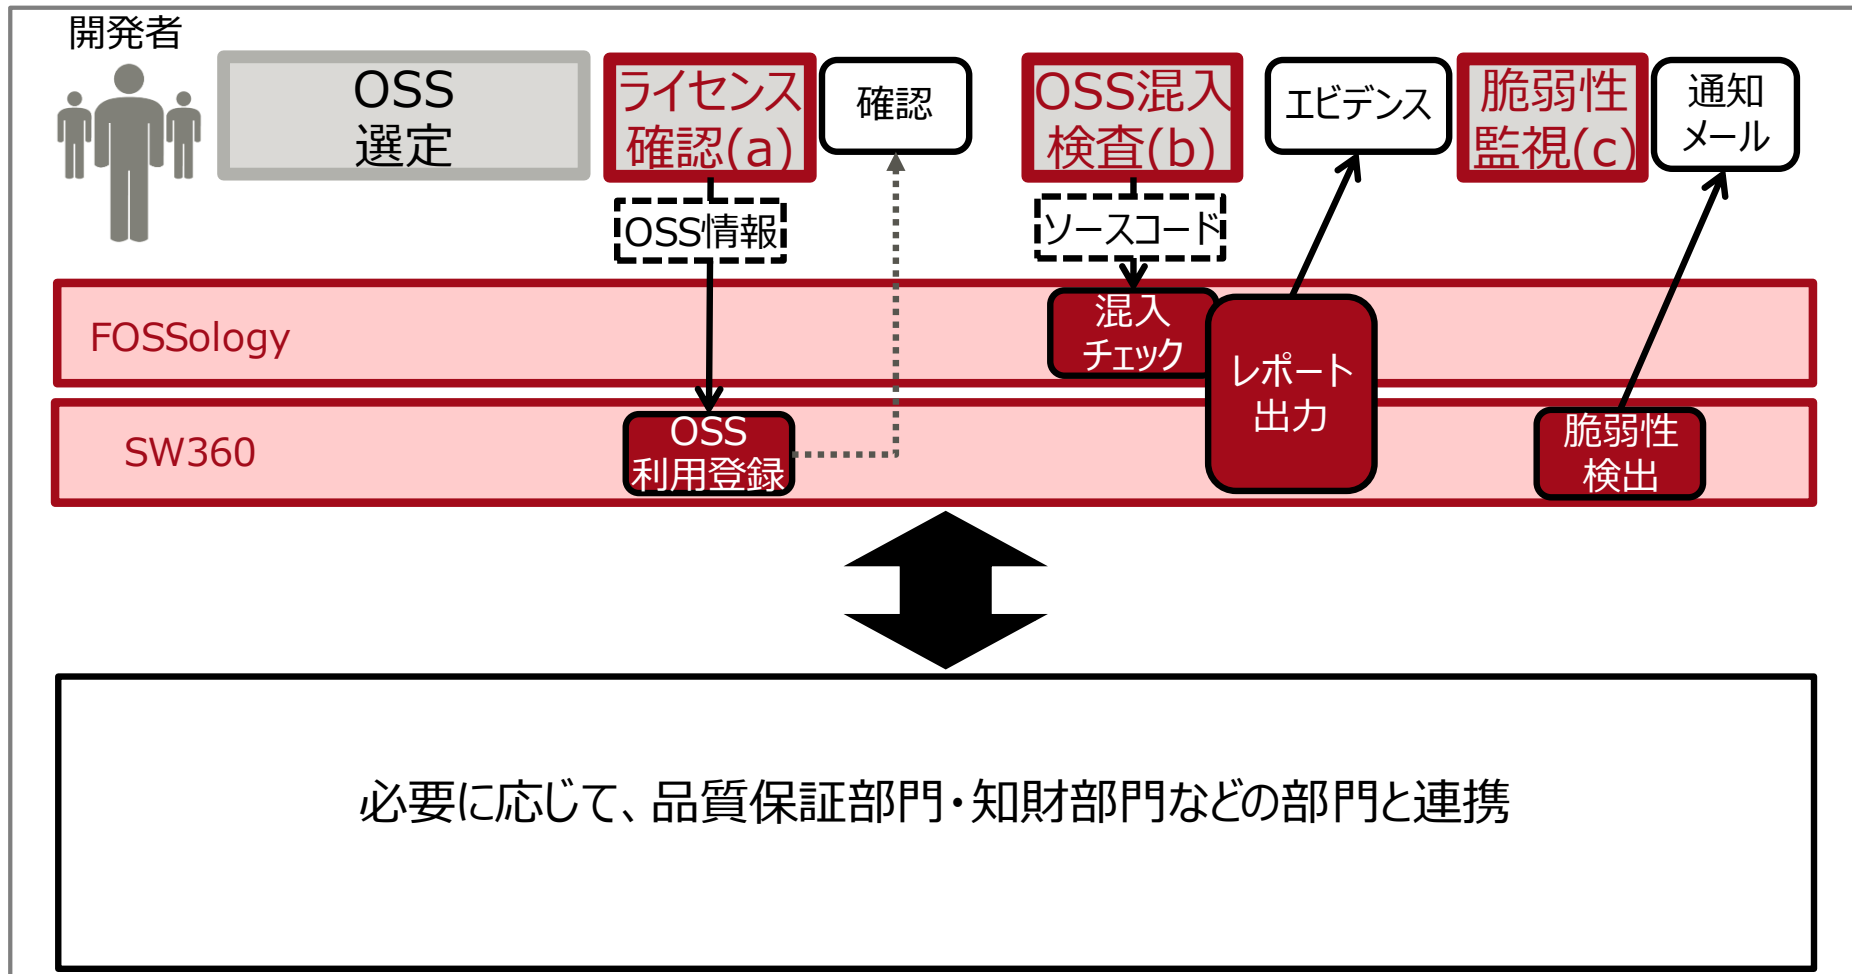 開発者
OSS
選定
ライセンス
確認(a)
確認
OSS混入
検査(b)
エビデンス
脆弱性
監視(c)
通知
メール
OSS情報
ソースコード
FOSSology
混入
チェック
レポート
出力
SW360
OSS
利用登録
脆弱性
検出
必要に応じて、品質保証部門・知財部門などの部門と連携